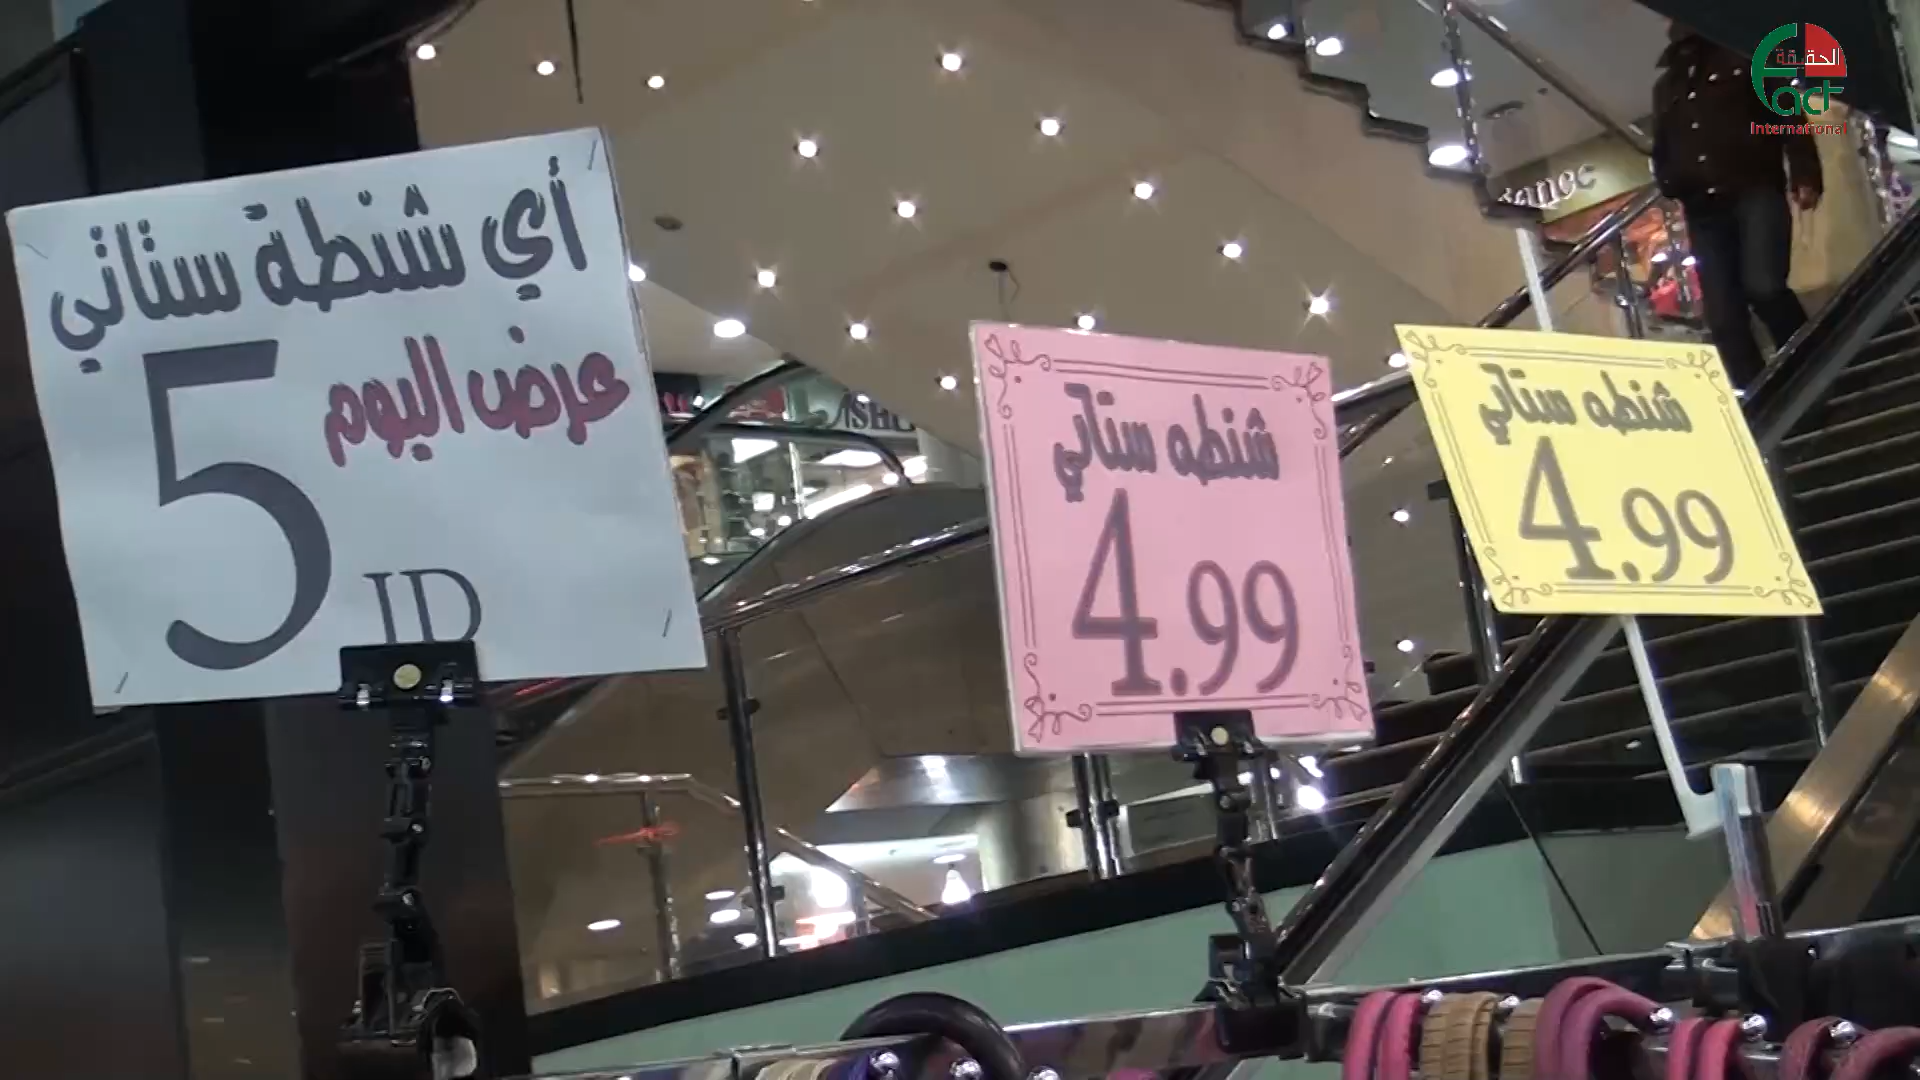 أي شنطة ستاتي
عرض اليوم
5
JD
شنطه ستاتي
4.99
شنطه ستاتي
4.99
الحقيقة
Fact
International